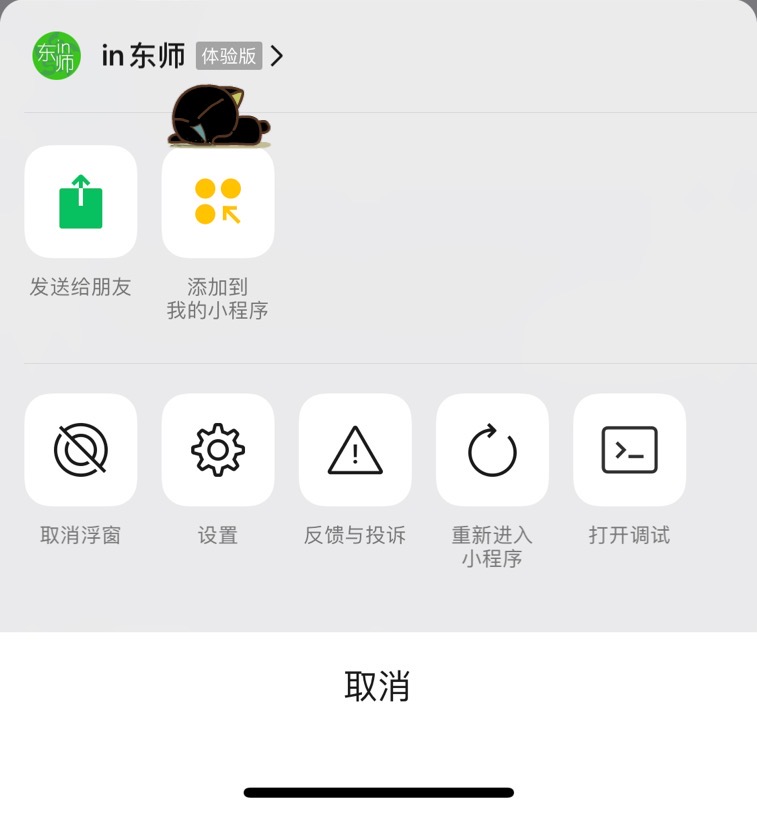 东in师
in 东师 体验版
发送给朋友
添加到
我的小程序
取消浮窗
设置
反馈与投诉
重新进入
小程序
打开调试
取消